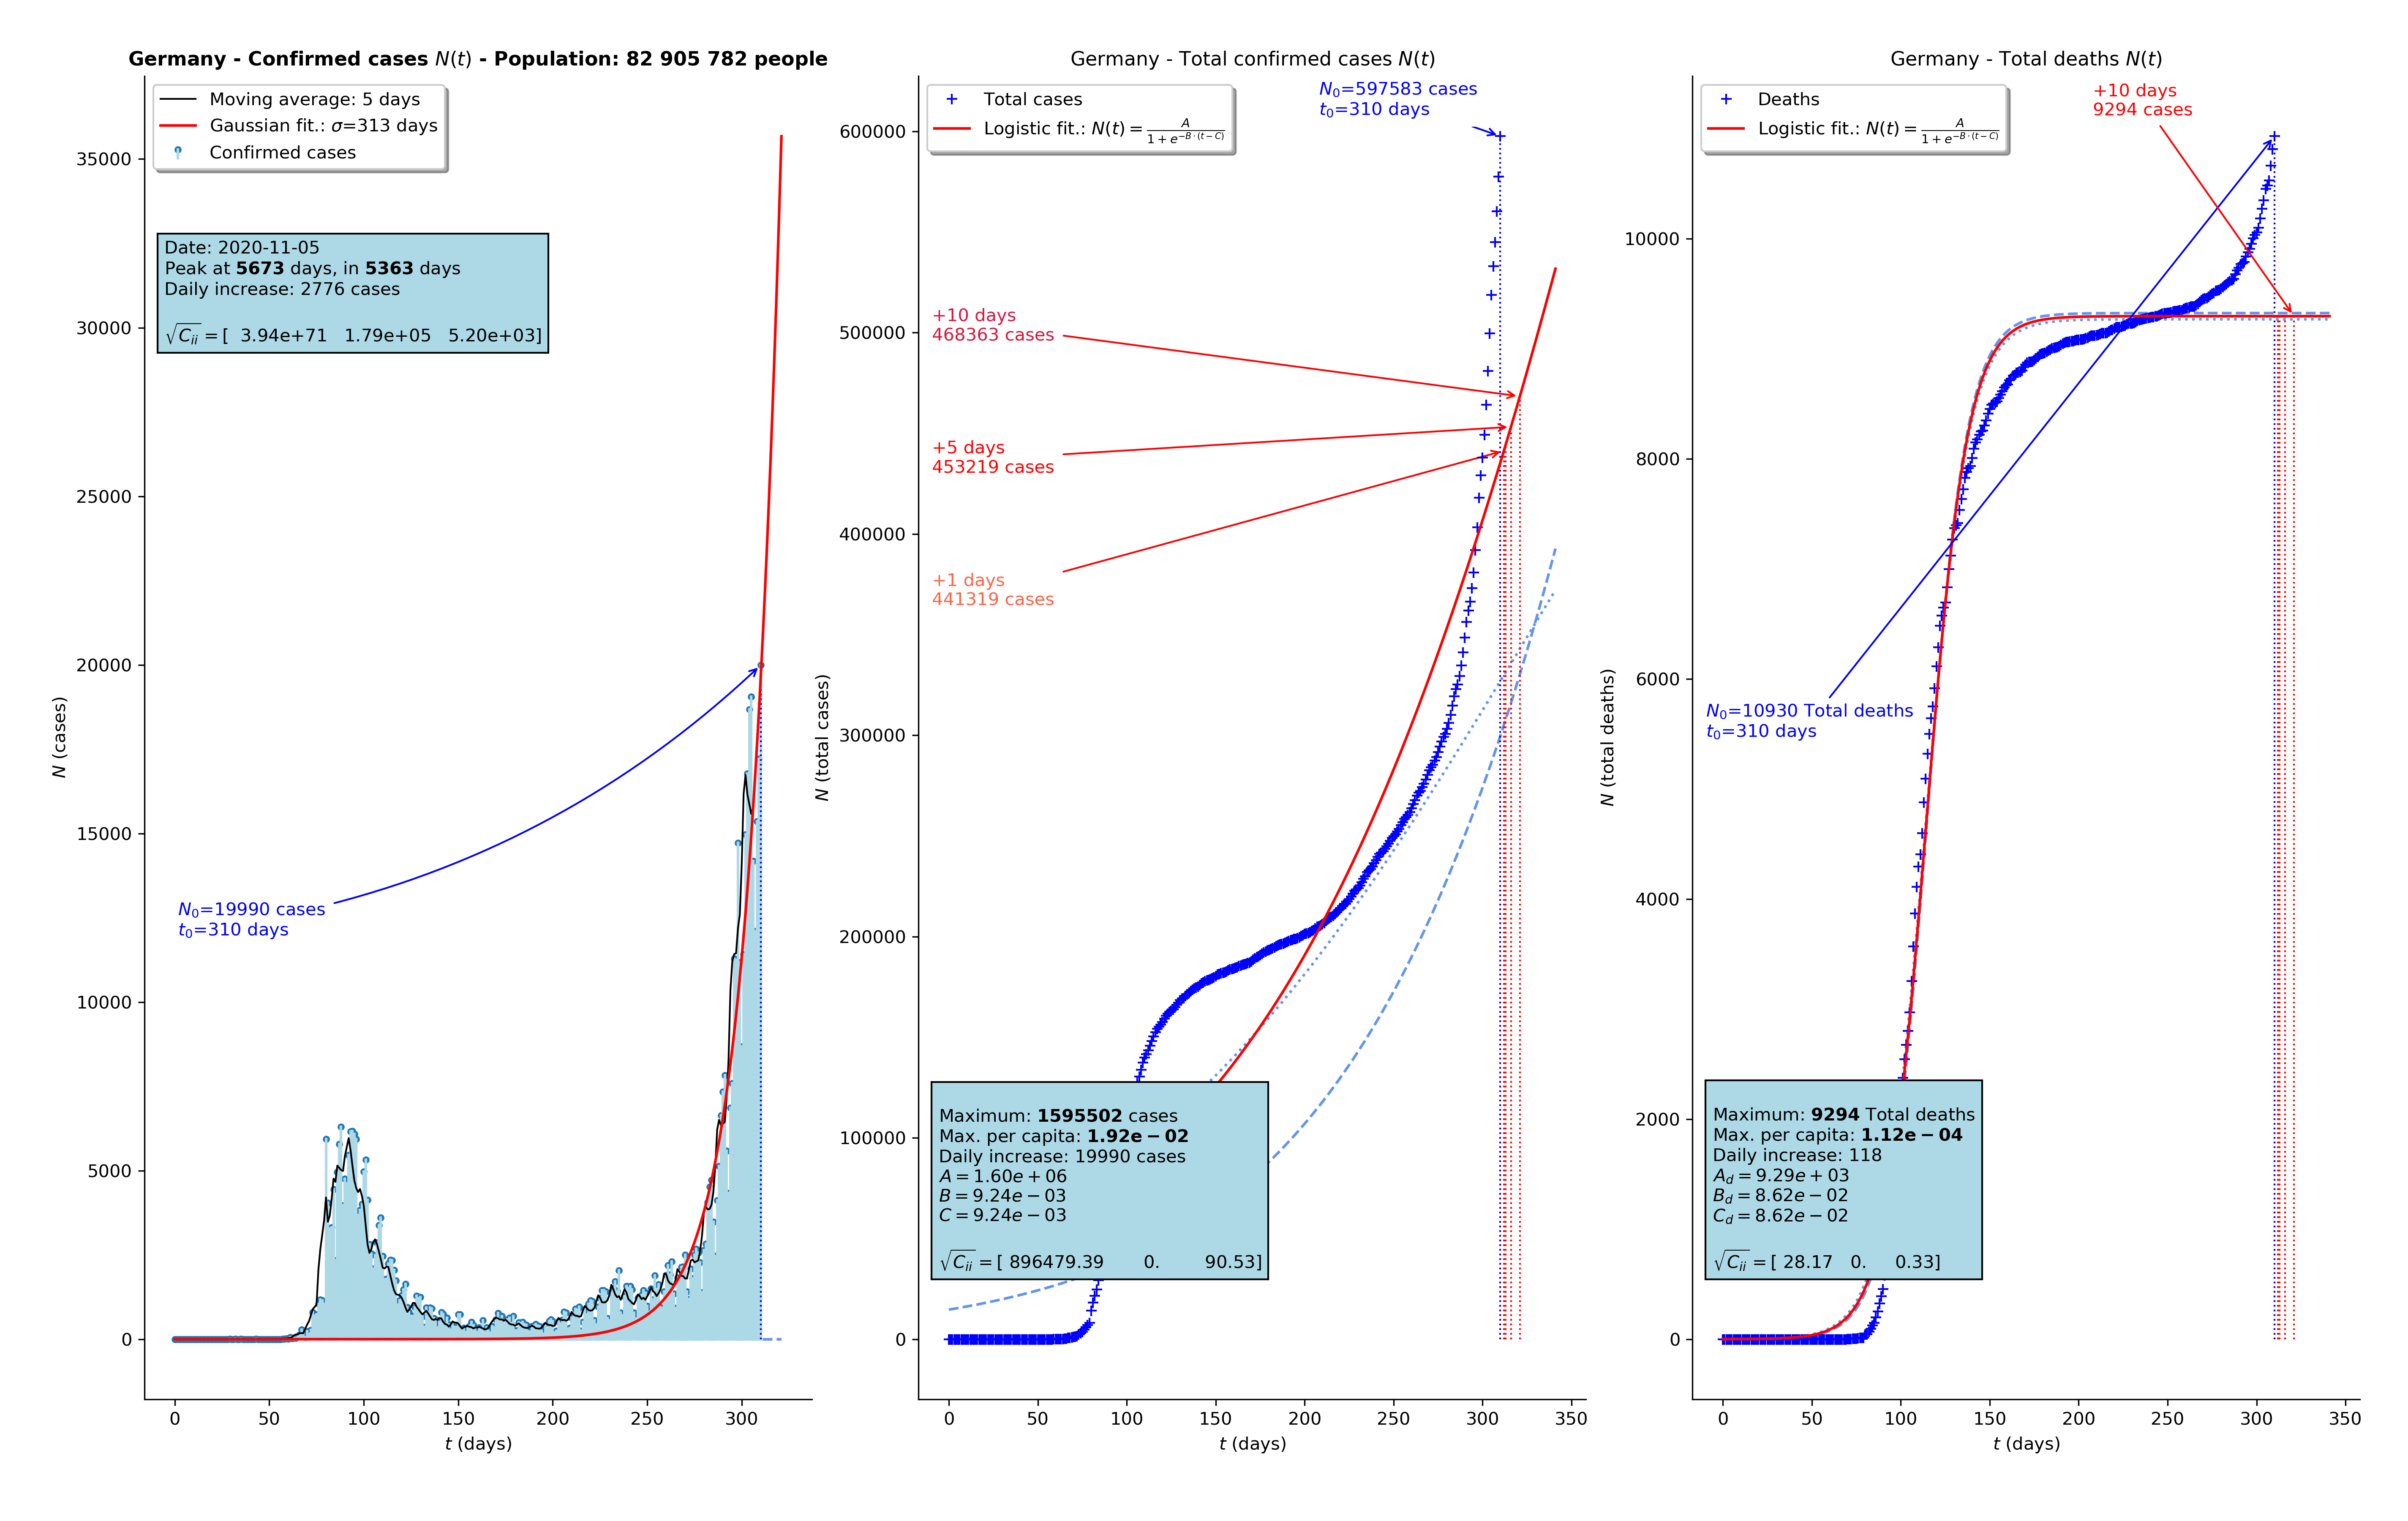 Germany - Confirmed cases N(t) - Population: 82 905 782 people
Moving average: 5 days
Gaussian fit.: σ=313 days
Confirmed cases
Date: 2020-11-05
Peak at 5673 days, in 5363 days
Daily increase: 2776 cases
√C_ii = [ 3.94e+71 1.79e+05 5.20e+03]
N₀=19990 cases
t₀=310 days
35000
30000
25000
20000
15000
10000
5000
0
N (cases)
0 50 100 150 200 250 300
t (days)
Germany - Total confirmed cases N(t)
Total cases
Logistic fit.: N(t) = A / (1 + e^(−B·(t−C)))
N₀=597583 cases
t₀=310 days
+10 days
468363 cases
+5 days
453219 cases
+1 days
441319 cases
Maximum: 1595502 cases
Max. per capita: 1.92e − 02
Daily increase: 19990 cases
A = 1.60e + 06
B = 9.24e − 03
C = 9.24e − 03
√C_ii = [ 896479.39 0. 90.53]
600000
500000
400000
300000
200000
100000
0
N (total cases)
0 50 100 150 200 250 300 350
t (days)
Germany - Total deaths N(t)
Deaths
Logistic fit.: N(t) = A / (1 + e^(−B·(t−C)))
+10 days
9294 cases
N₀=10930 Total deaths
t₀=310 days
Maximum: 9294 Total deaths
Max. per capita: 1.12e − 04
Daily increase: 118
A_d = 9.29e + 03
B_d = 8.62e − 02
C_d = 8.62e − 02
√C_ii = [ 28.17 0. 0.33]
10000
8000
6000
4000
2000
0
N (total deaths)
0 50 100 150 200 250 300 350
t (days)